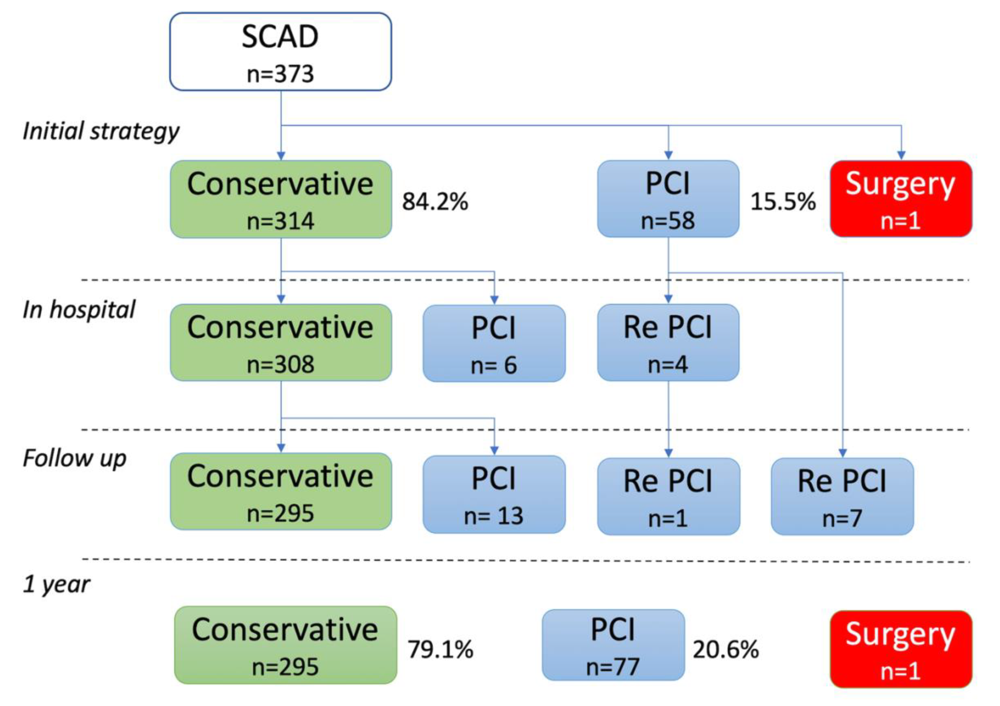 SCAD
n=373
Initial strategy
Conservative
n=314
84.2%
PCI
n=58
15.5%
Surgery
n=1
In hospital
Conservative
n=308
PCI
n= 6
Re PCI
n=4
Follow up
Conservative
n=295
PCI
n= 13
Re PCI
n=1
Re PCI
n=7
1 year
Conservative
n=295
79.1%
PCI
n=77
20.6%
Surgery
n=1